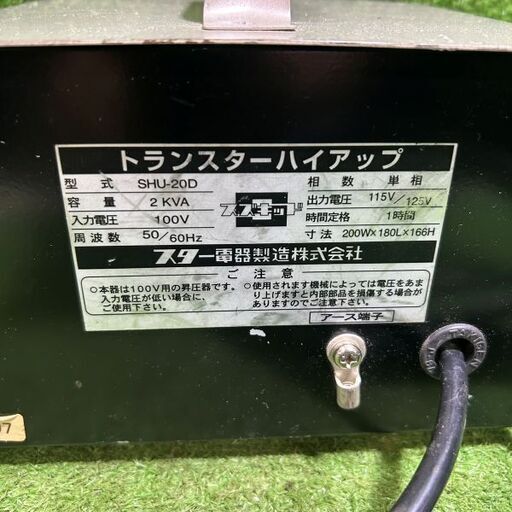 トランスターハイアップ
型式 SHU-20D
容量 2 KVA
入力電圧 100V
周波数 50/60Hz
スズキッド
相数 単相
出力電圧 115V/125V
時間定格 1時間
寸法 200W×180L×166H
スター電器製造株式会社
ご注意
○本器は100V用の昇圧器です。
入力電圧が低い場合に、
ご使用下さい。
○使用されます機械によっては電圧をあま
り上げますと内部部品を損傷する場合が
ありますのでご注意下さい。
アース端子